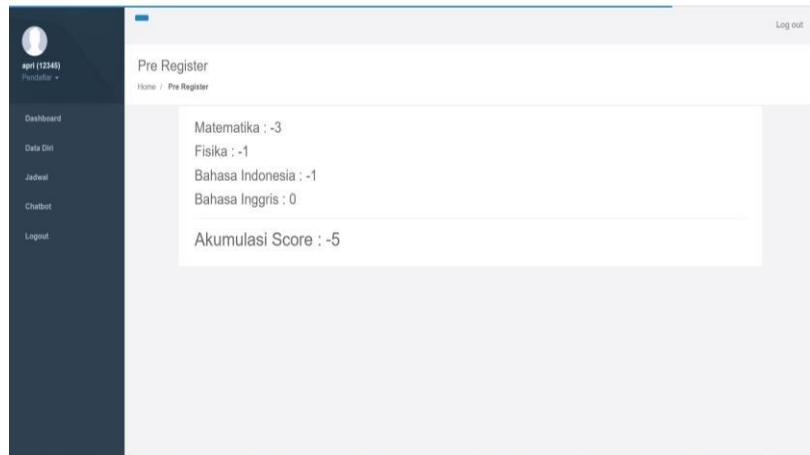 Log out
apri (12345)
Pendaftar
Pre Register
Home / Pre Register
Dashboard
Data Diri
Jadwal
Chatbot
Logout
Matematika : -3
Fisika : -1
Bahasa Indonesia : -1
Bahasa Inggris : 0
Akumulasi Score : -5